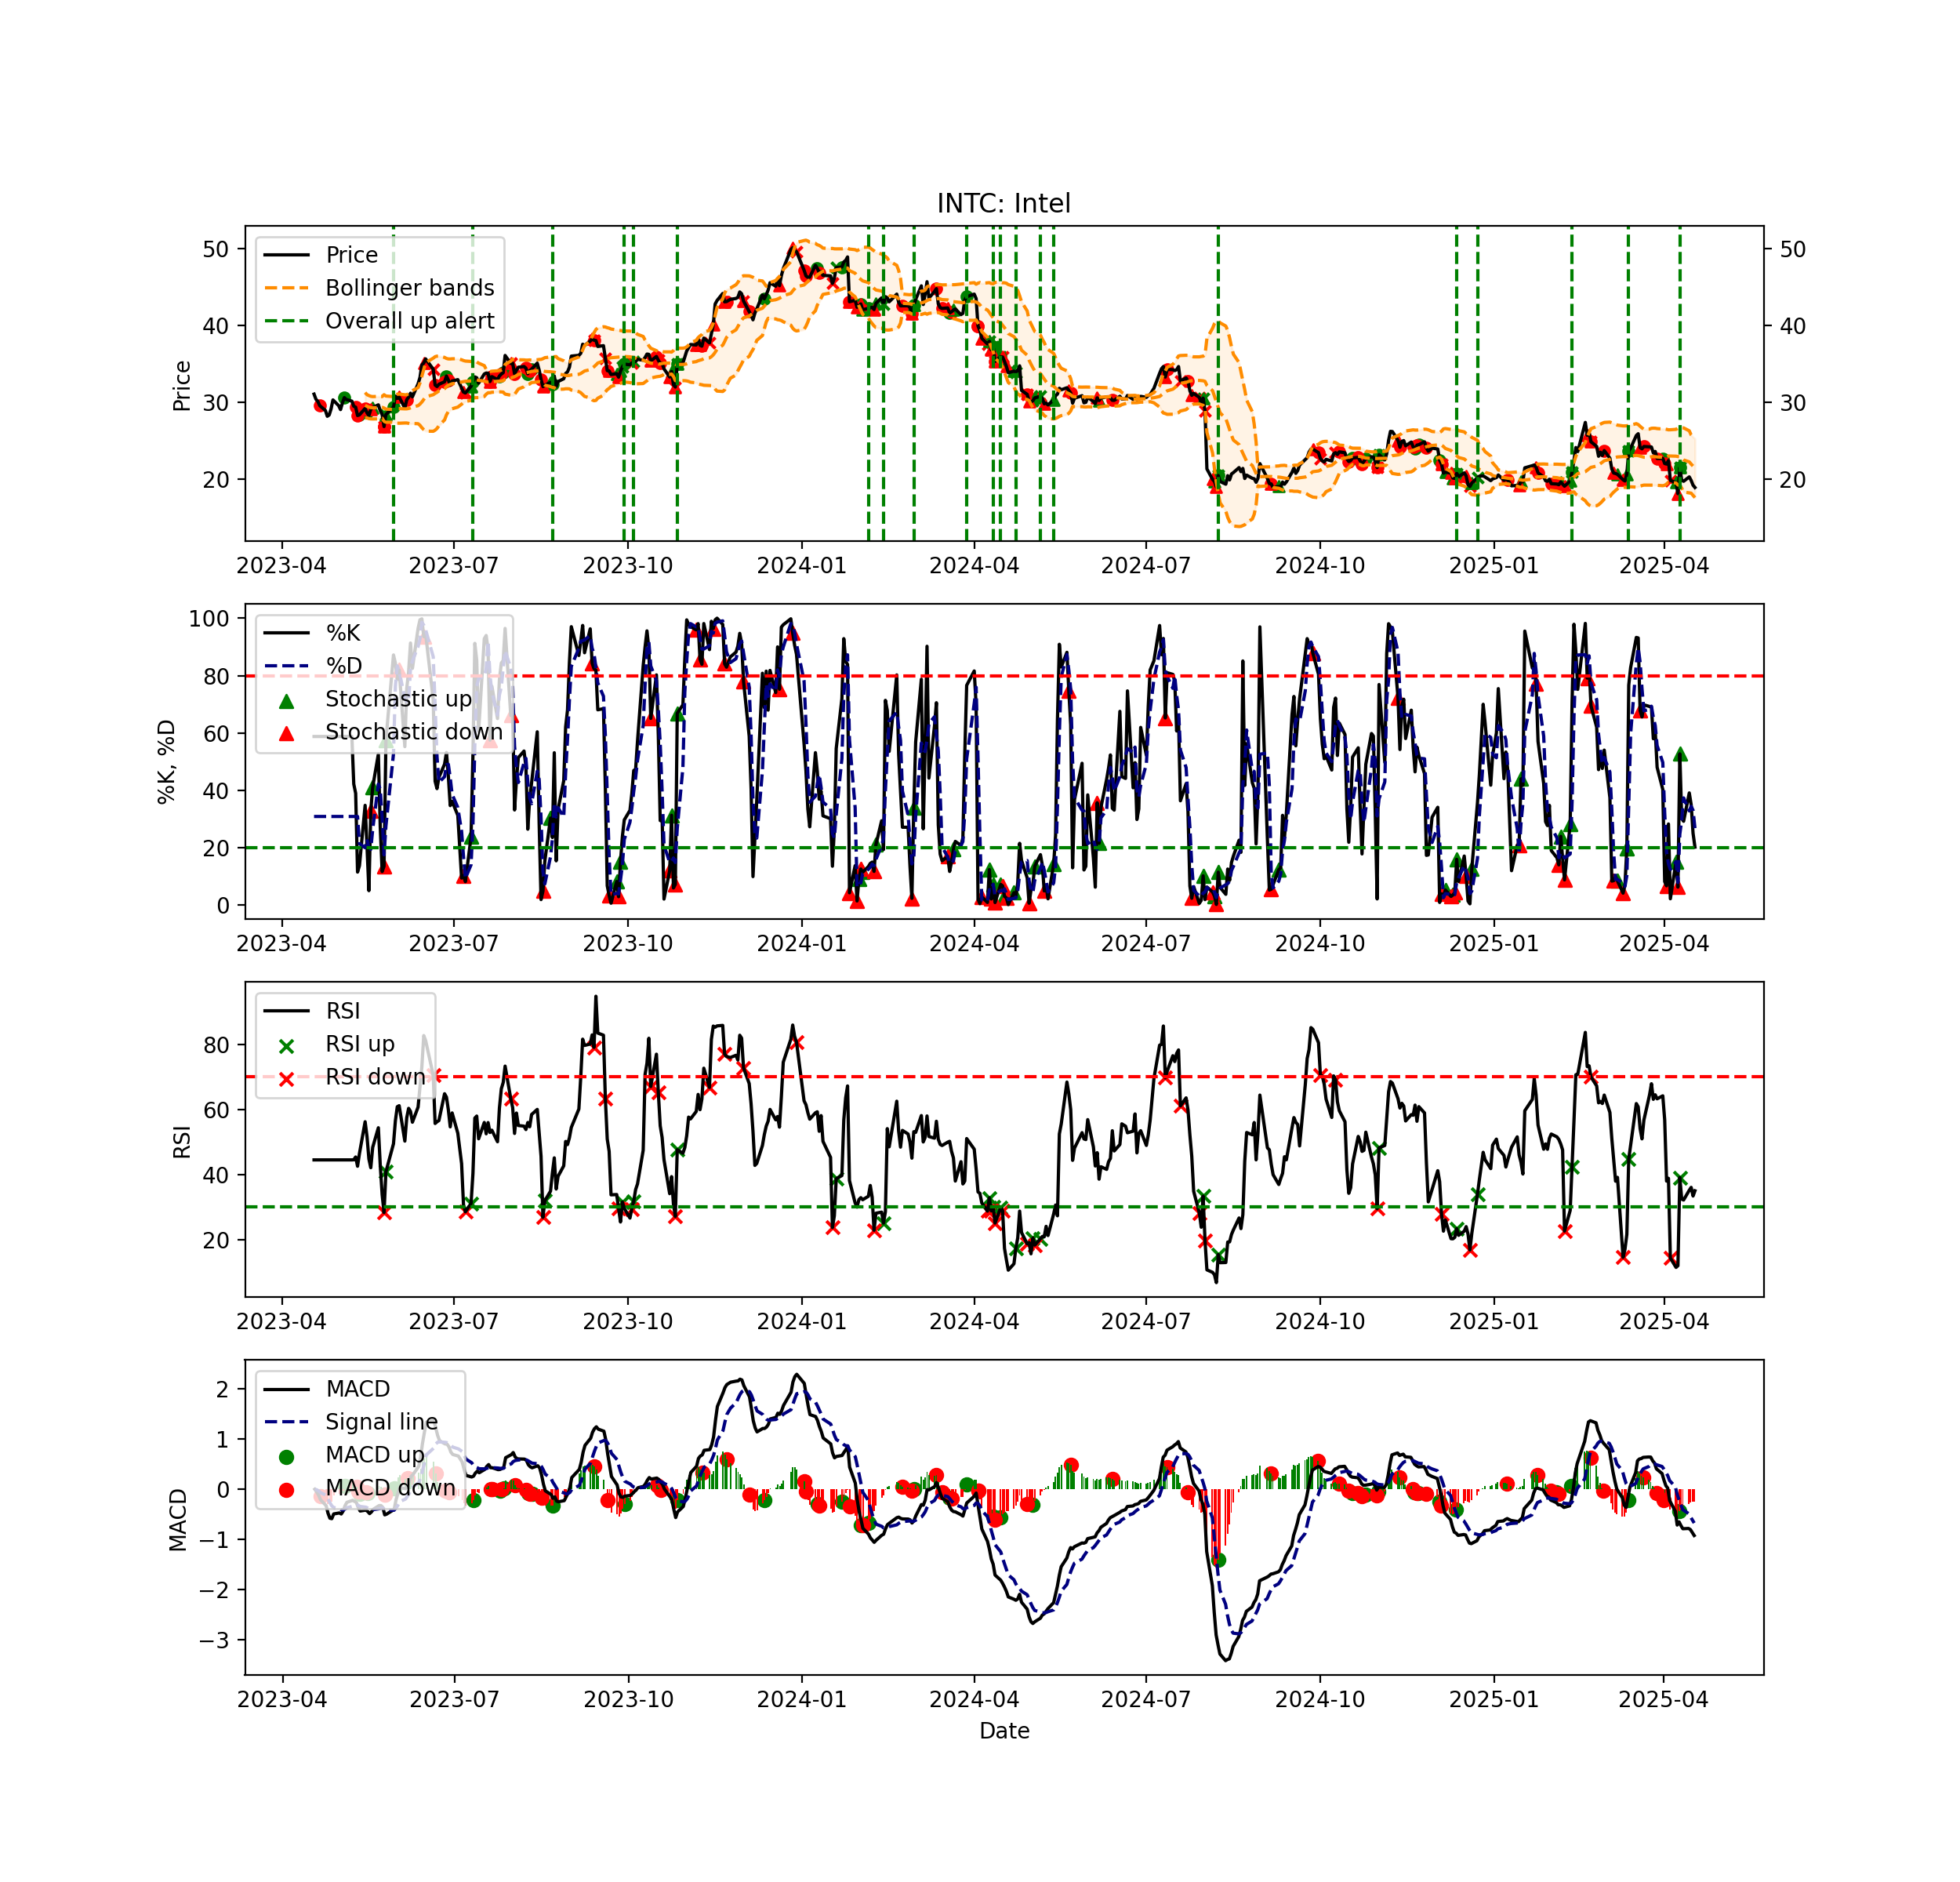 INTC: Intel
Price
50
40
30
20
50
40
30
20
Price
Bollinger bands
Overall up alert
2023-04 2023-07 2023-10 2024-01 2024-04 2024-07 2024-10 2025-01 2025-04
%K, %D
100
80
60
40
20
0
%K
%D
Stochastic up
Stochastic down
2023-04 2023-07 2023-10 2024-01 2024-04 2024-07 2024-10 2025-01 2025-04
RSI
80
60
40
20
RSI
RSI up
RSI down
2023-04 2023-07 2023-10 2024-01 2024-04 2024-07 2024-10 2025-01 2025-04
MACD
2
1
0
−1
−2
−3
MACD
Signal line
MACD up
MACD down
2023-04 2023-07 2023-10 2024-01 2024-04 2024-07 2024-10 2025-01 2025-04
Date